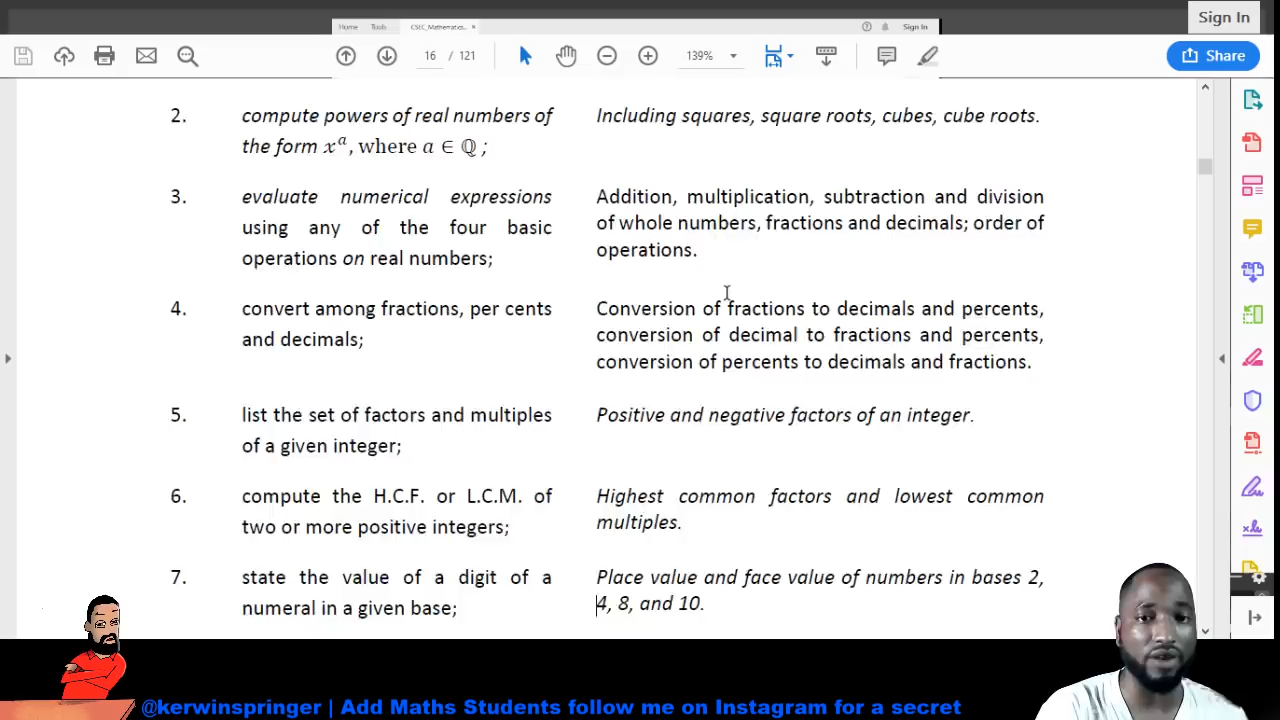 Sign In
Home Tools CSEC_Mathematics... × Sign In
16 / 121 139% Share
2. compute powers of real numbers of Including squares, square roots, cubes, cube roots.
the form xᵃ, where a ∈ ℚ ;
3. evaluate numerical expressions Addition, multiplication, subtraction and division
using any of the four basic of whole numbers, fractions and decimals; order of
operations on real numbers; operations.
4. convert among fractions, per cents Conversion of fractions to decimals and percents,
and decimals; conversion of decimal to fractions and percents,
conversion of percents to decimals and fractions.
5. list the set of factors and multiples Positive and negative factors of an integer.
of a given integer;
6. compute the H.C.F. or L.C.M. of Highest common factors and lowest common
two or more positive integers; multiples.
7. state the value of a digit of a Place value and face value of numbers in bases 2,
numeral in a given base; 4, 8, and 10.
@kerwinspringer | Add Maths Students follow me on Instagram for a secret